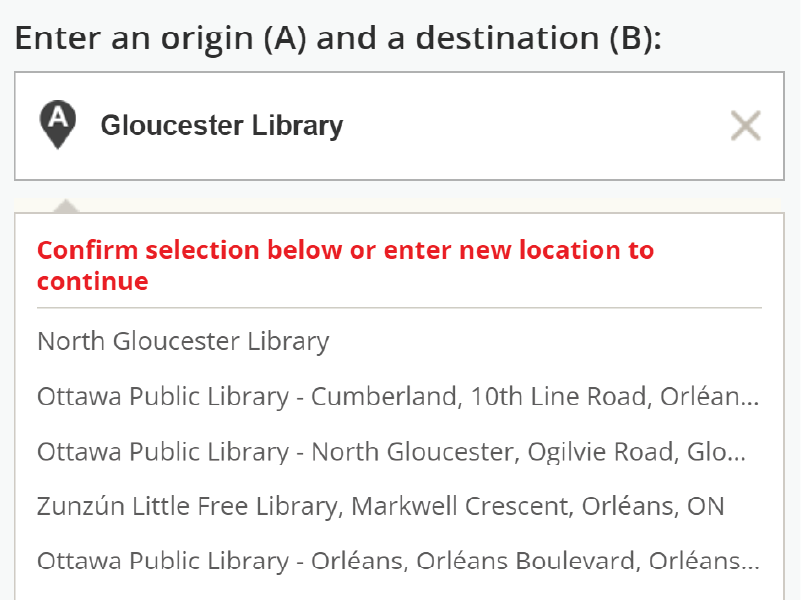 Enter an origin (A) and a destination (B):
A
Gloucester Library
Confirm selection below or enter new location to
continue
North Gloucester Library
Ottawa Public Library - Cumberland, 10th Line Road, Orléan...
Ottawa Public Library - North Gloucester, Ogilvie Road, Glo...
Zunzún Little Free Library, Markwell Crescent, Orléans, ON
Ottawa Public Library - Orléans, Orléans Boulevard, Orléans...